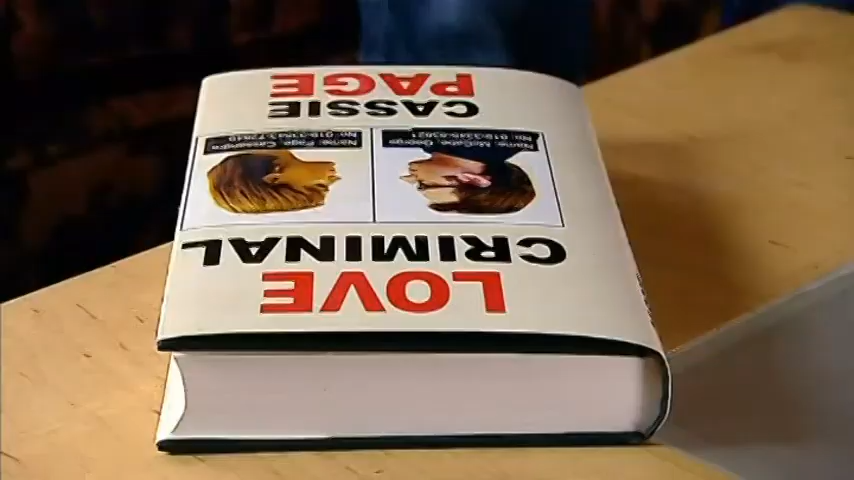 LOVE
CRIMINAL
Name: McCabe, George
Name: Page, Cassandra
CASSIE
PAGE